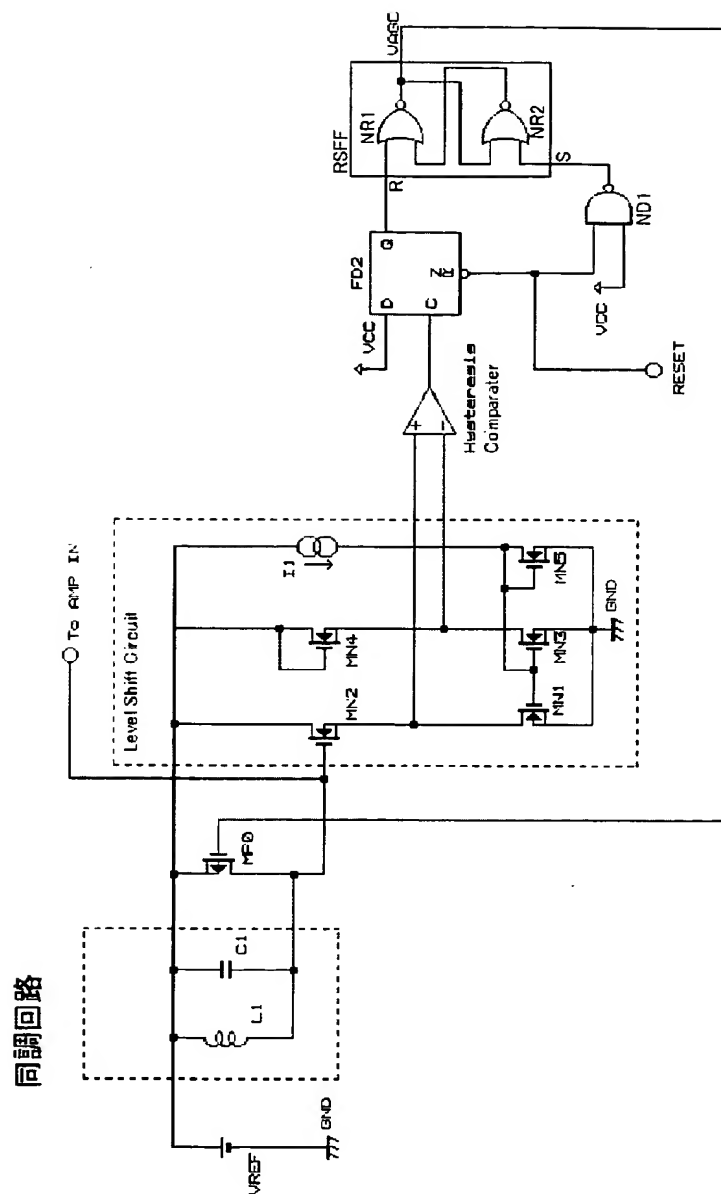 同調回路
VREF
GND
L1
C1
MP0
To AMP IN
Level Shift Circuit
MN2
MN4
I1
MN1
MN3
MN5
GND
+
-
Hysteresis
Comparater
VCC
FD2
D
Q
C
RESET
VCC
ND1
RSFF
R
S
NR1
NR2
VAGC